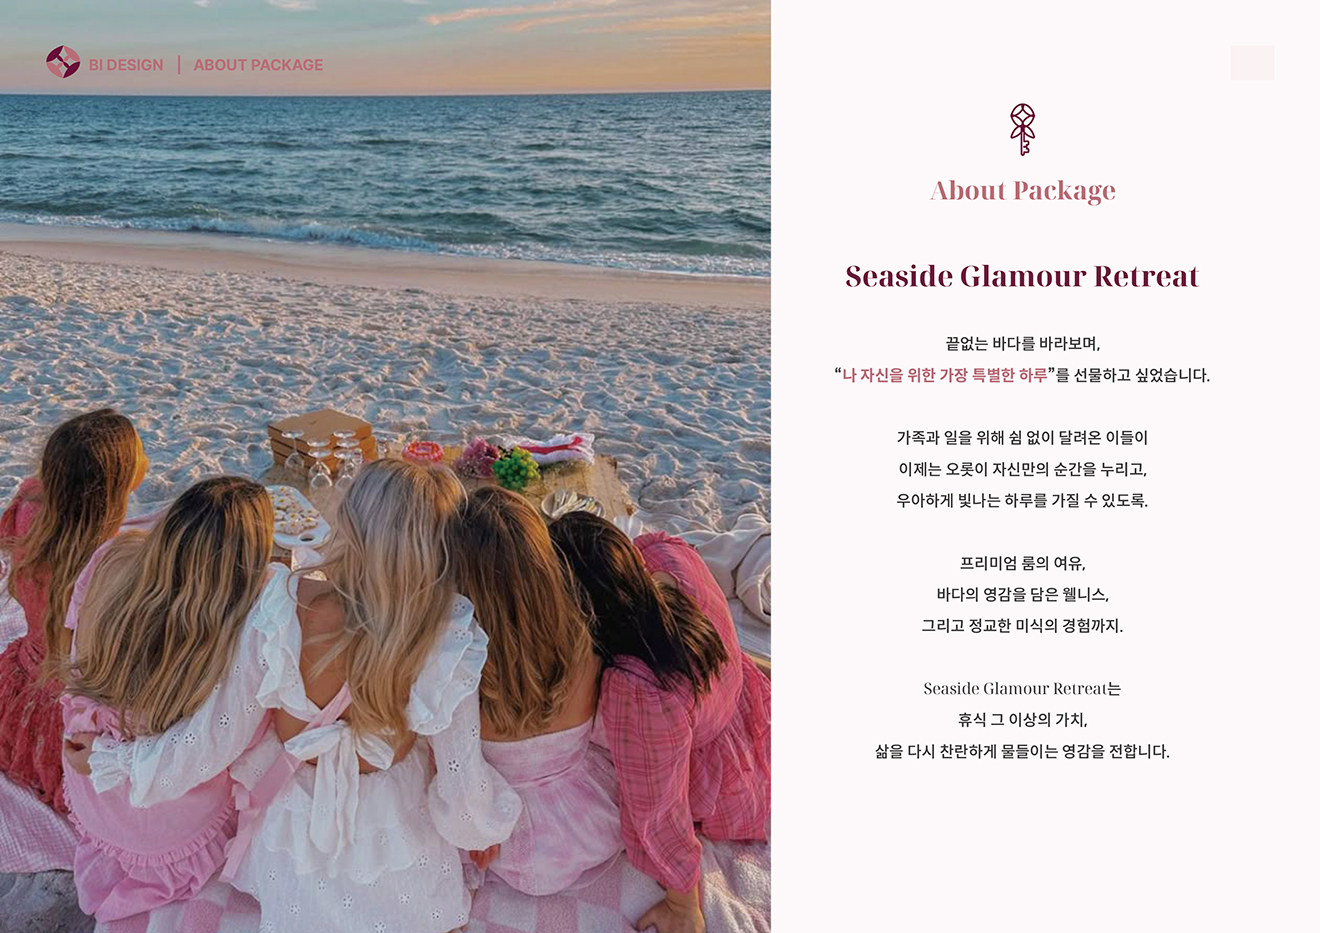 BI DESIGN | ABOUT PACKAGE
About Package
Seaside Glamour Retreat
끝없는 바다를 바라보며,
“나 자신을 위한 가장 특별한 하루”를 선물하고 싶었습니다.
가족과 일을 위해 쉼 없이 달려온 이들이
이제는 오롯이 자신만의 순간을 누리고,
우아하게 빛나는 하루를 가질 수 있도록.
프리미엄 룸의 여유,
바다의 영감을 담은 웰니스,
그리고 정교한 미식의 경험까지.
Seaside Glamour Retreat는
휴식 그 이상의 가치,
삶을 다시 찬란하게 물들이는 영감을 전합니다.